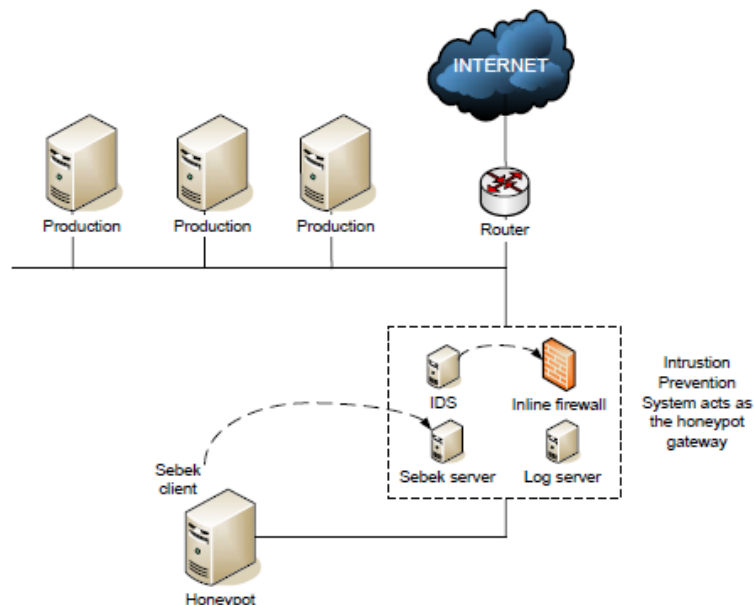 INTERNET
Production
Production
Production
Router
IDS
Inline firewall
Sebek server
Log server
Intrustion
Prevention
System acts as
the honeypot
gateway
Sebek
client
Honeypot